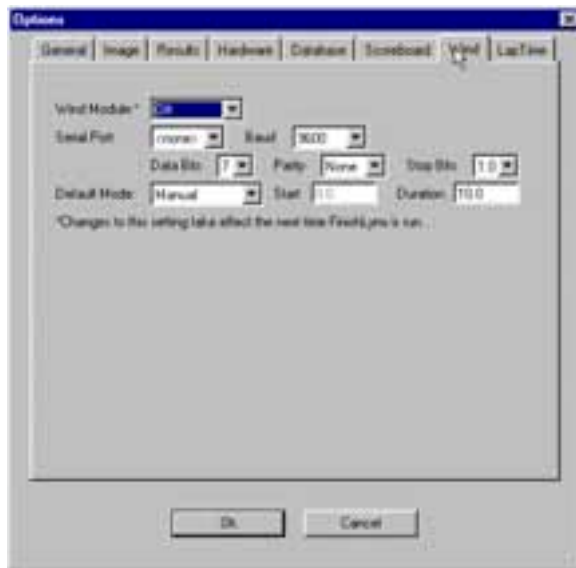 Options
General Image Results Hardware Database Scoreboard Wind LapTime
Wind Module*
Serial Port <none> Baud 9600
Data Bits 7 Parity None Stop Bits 1.0
Default Mode Manual Start 0.0 Duration 10.0
*Changes to this setting take effect the next time FinishLynx is run.
Ok Cancel